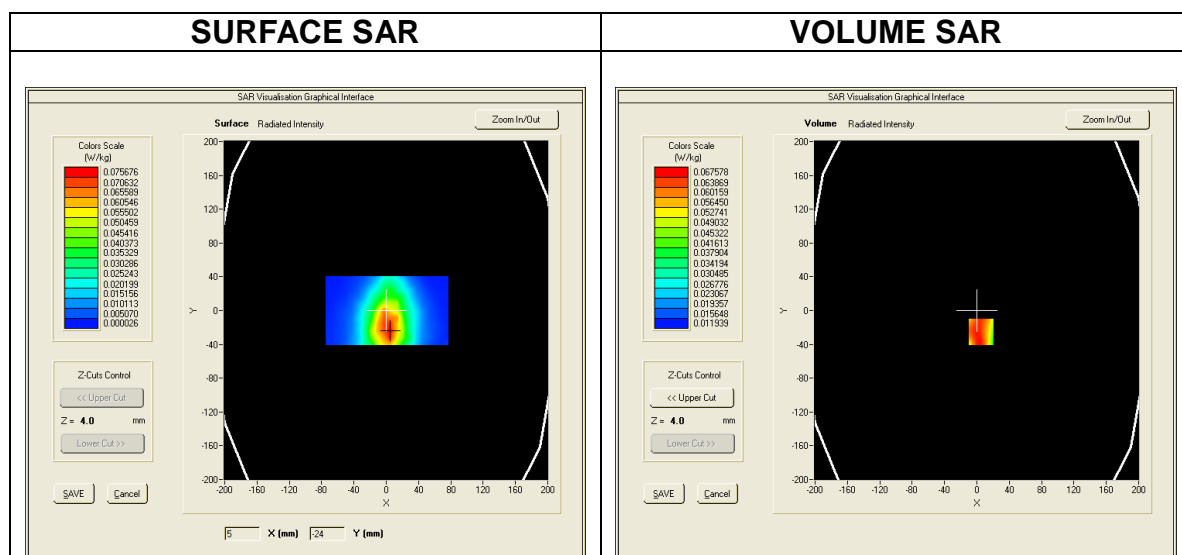 SURFACE SAR
VOLUME SAR
SAR Visualisation Graphical Interface
Surface Radiated Intensity
Zoom In/Out
Colors Scale
(W/kg)
0.075676
0.070632
0.065589
0.060546
0.055502
0.050459
0.045416
0.040373
0.035329
0.030286
0.025243
0.020199
0.015156
0.010113
0.005070
0.000026
Z-Cuts Control
<< Upper Cut
Z = 4.0 mm
Lower Cut >>
SAVE Cancel
200
160
120
80
40
0
-40
-80
-120
-160
-200
Y
-200 -160 -120 -80 -40 0 40 80 120 160 200
X
5 X (mm) -24 Y (mm)
SAR Visualisation Graphical Interface
Volume Radiated Intensity
Zoom In/Out
Colors Scale
(W/kg)
0.067578
0.063869
0.060159
0.056450
0.052741
0.049032
0.045322
0.041613
0.037904
0.034194
0.030485
0.026776
0.023067
0.019357
0.015648
0.011939
Z-Cuts Control
<< Upper Cut
Z = 4.0 mm
Lower Cut >>
SAVE Cancel
200
160
120
80
40
0
-40
-80
-120
-160
-200
Y
-200 -160 -120 -80 -40 0 40 80 120 160 200
X